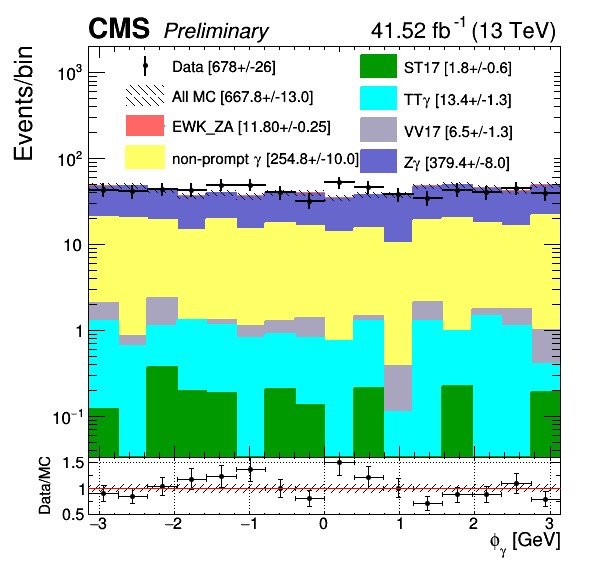 CMS Preliminary 41.52 fb⁻¹ (13 TeV)
Events/bin
10³
10²
10
1
10⁻¹
Data [678+/-26]
All MC [667.8+/-13.0]
EWK_ZA [11.80+/-0.25]
non-prompt γ [254.8+/-10.0]
ST17 [1.8+/-0.6]
TTγ [13.4+/-1.3]
VV17 [6.5+/-1.3]
Zγ [379.4+/-8.0]
Data/MC
1.5
1
0.5
−3 −2 −1 0 1 2 3
ϕγ [GeV]